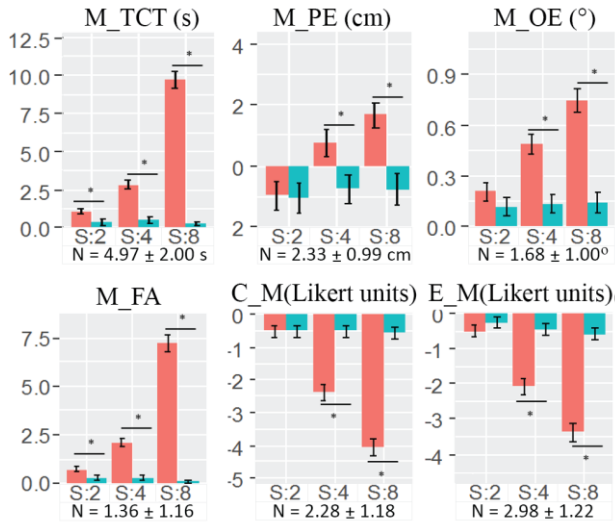 M_TCT (s)
12.5
10.0
7.5
5.0
2.5
0.0
*
*
*
S:2 S:4 S:8
N = 4.97 ± 2.00 s
M_PE (cm)
4
2
0
2
*
*
S:2 S:4 S:8
N = 2.33 ± 0.99 cm
M_OE (°)
0.9
0.6
0.3
0.0
*
*
S:2 S:4 S:8
N = 1.68 ± 1.00°
M_FA
7.5
5.0
2.5
0.0
*
*
*
S:2 S:4 S:8
N = 1.36 ± 1.16
C_M(Likert units)
0
-1
-2
-3
-4
-5
*
*
S:2 S:4 S:8
N = 2.28 ± 1.18
E_M(Likert units)
0
-1
-2
-3
-4
*
*
S:2 S:4 S:8
N = 2.98 ± 1.22